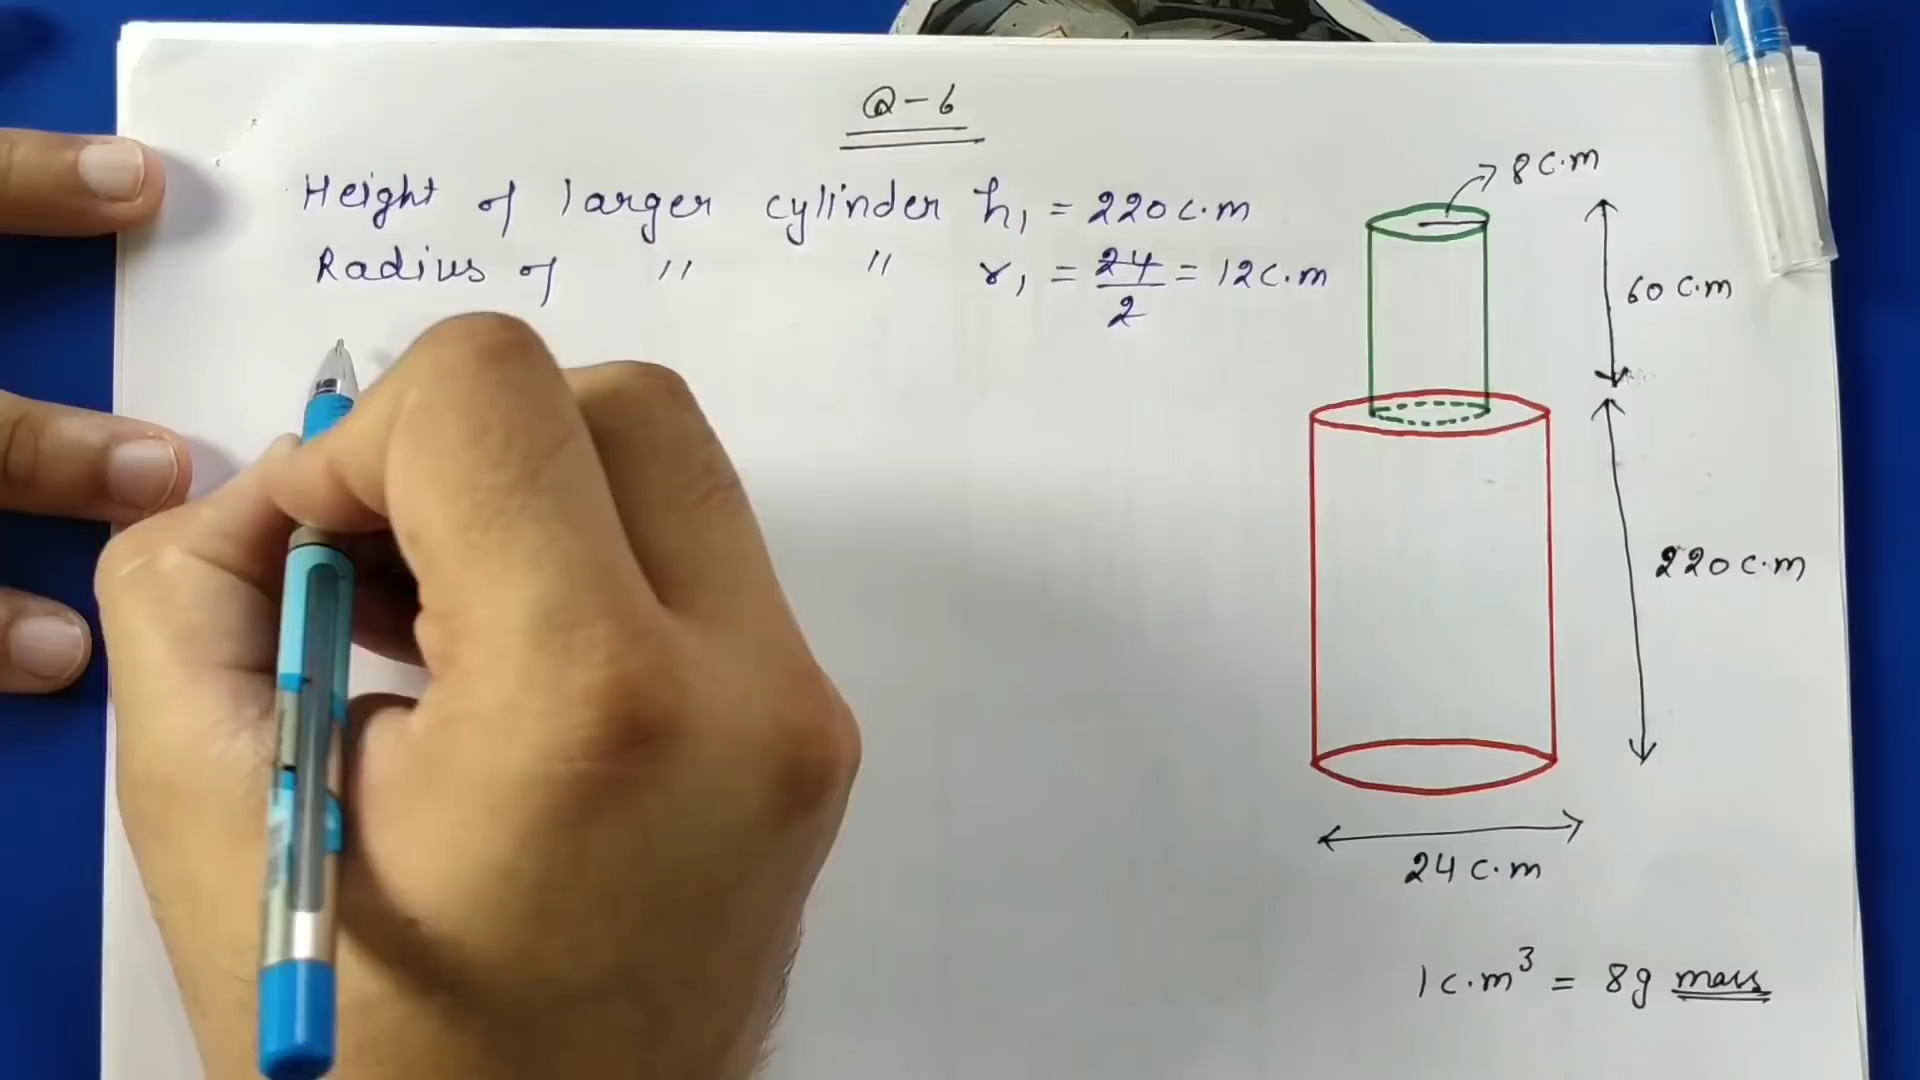 Q-6
Height of larger cylinder h₁ = 220 c.m
Radius of " " r₁ = 24/2 = 12 c.m
8 c.m
60 c.m
220 c.m
24 c.m
1 c.m³ = 8g mass